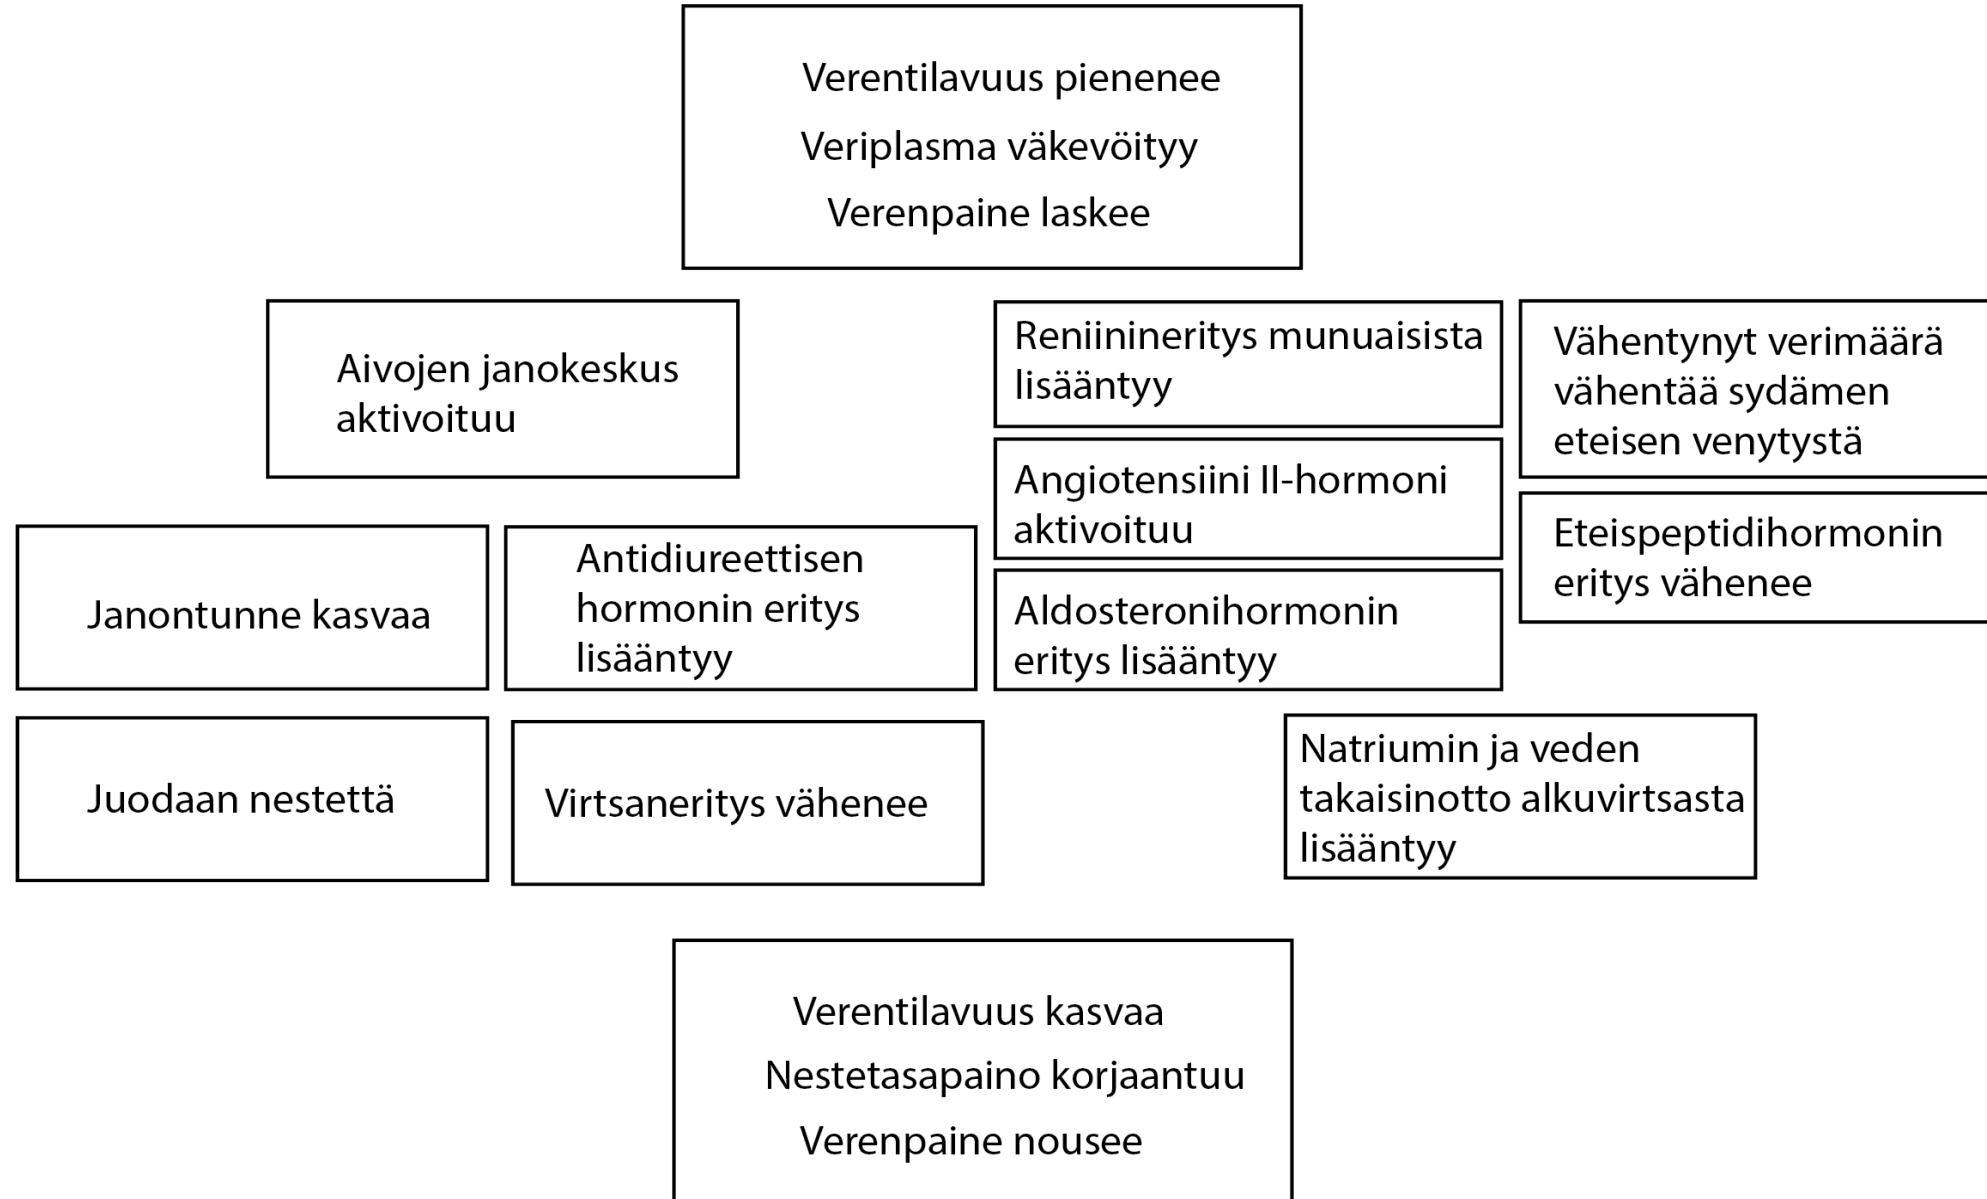 Verentilavuus pienenee
Veriplasma väkevöityy
Verenpaine laskee
Aivojen janokeskus
aktivoituu
Reniinineritys munuaisista
lisääntyy
Vähentynyt verimäärä
vähentää sydämen
eteisen venytystä
Angiotensiini II-hormoni
aktivoituu
Eteispeptidihormonin
eritys vähenee
Janontunne kasvaa
Antidiureettisen
hormonin eritys
lisääntyy
Aldosteronihormonin
eritys lisääntyy
Juodaan nestettä
Virtsaneritys vähenee
Natriumin ja veden
takaisinotto alkuvirtsasta
lisääntyy
Verentilavuus kasvaa
Nestetasapaino korjaantuu
Verenpaine nousee